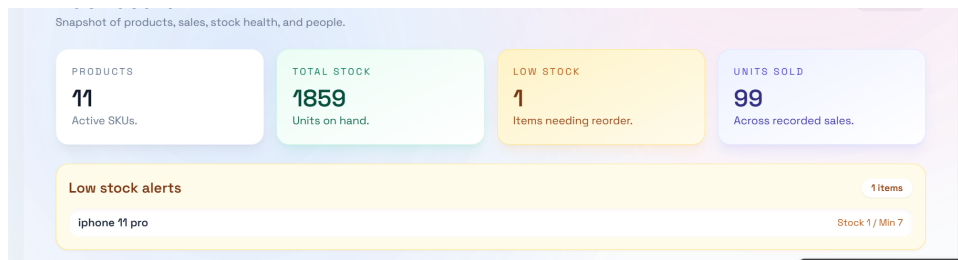 Snapshot of products, sales, stock health, and people.
PRODUCTS
11
Active SKUs.
TOTAL STOCK
1859
Units on hand.
LOW STOCK
1
Items needing reorder.
UNITS SOLD
99
Across recorded sales.
Low stock alerts
1 items
iphone 11 pro
Stock 1 / Min 7